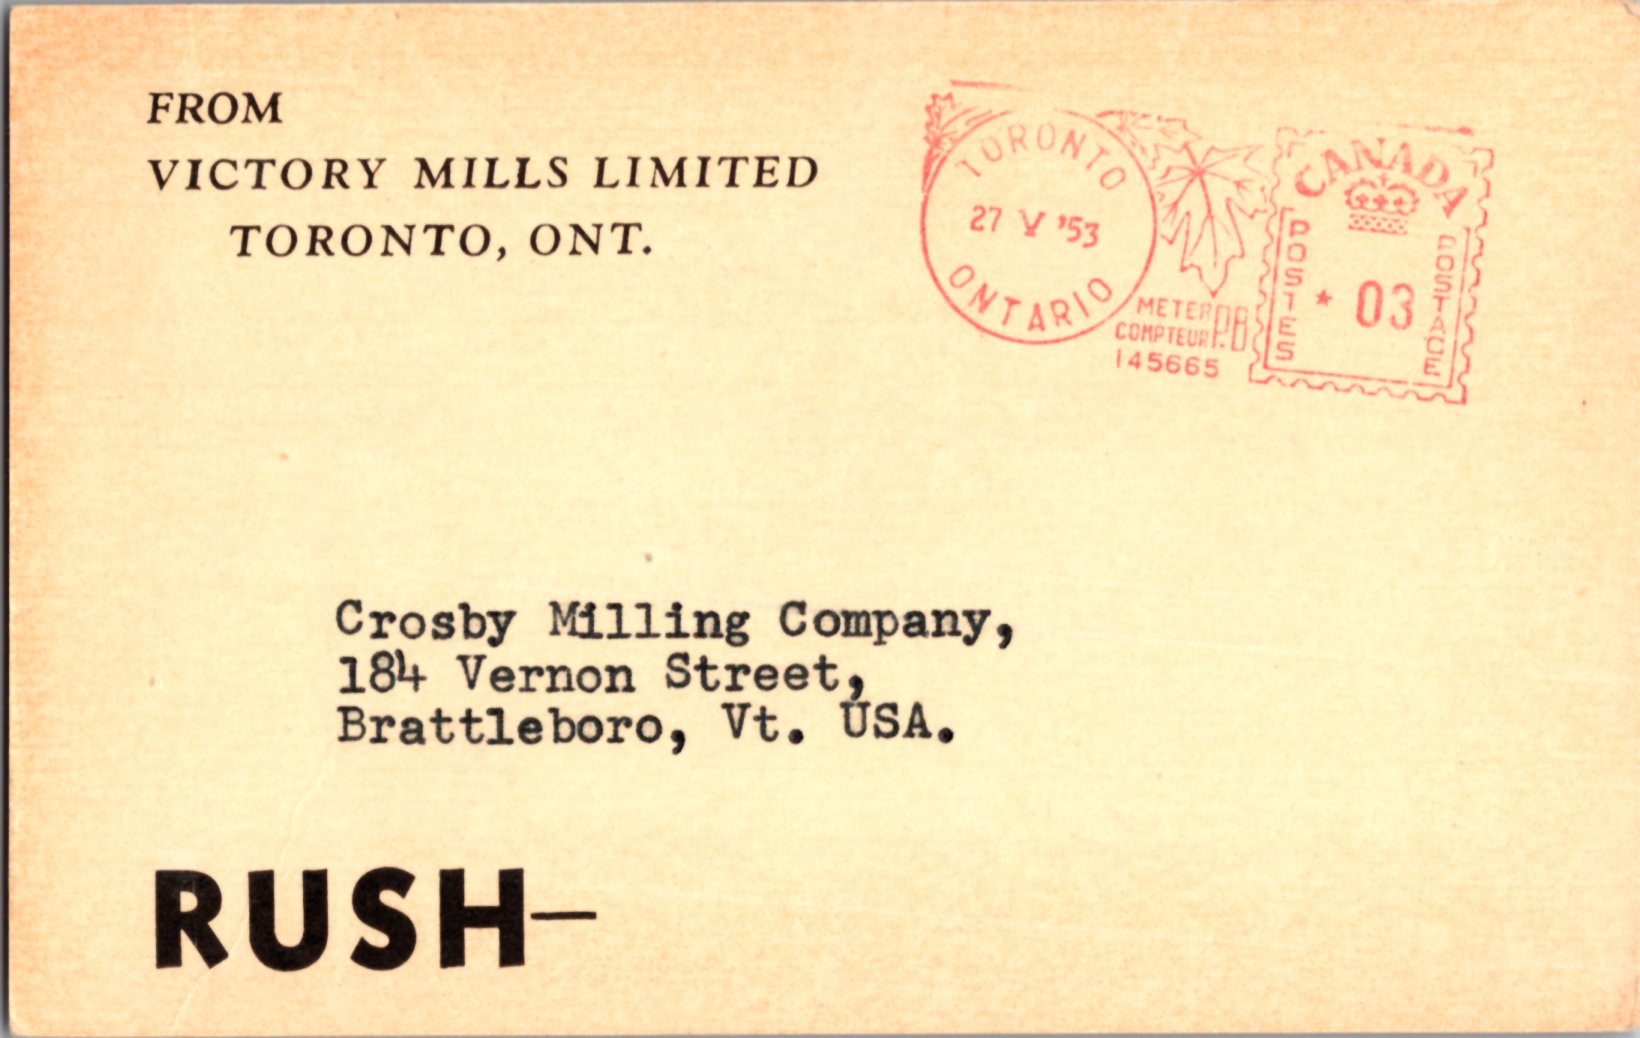 FROM
VICTORY MILLS LIMITED
TORONTO, ONT.
TORONTO
27 V '53
ONTARIO
METER
COMPTEUR
P.B
145665
CANADA
POSTES
* 03
POSTAGE
Crosby Milling Company,
184 Vernon Street,
Brattleboro, Vt. USA.
RUSH—